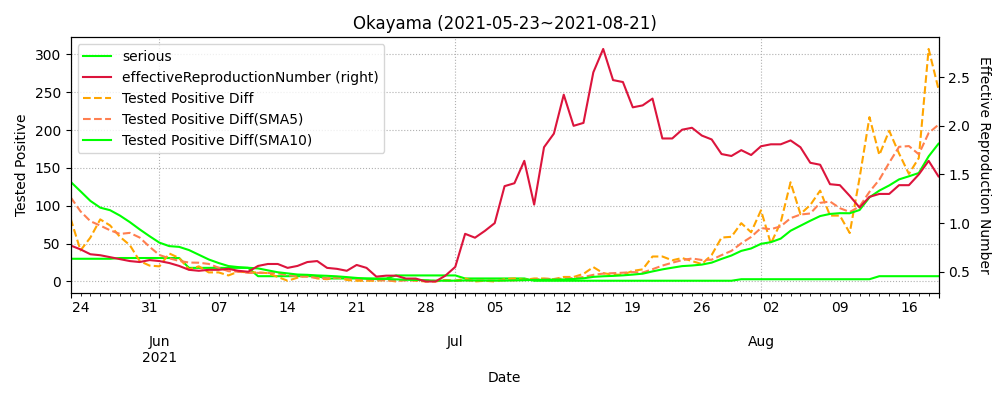 Okayama (2021-05-23~2021-08-21)
serious
effectiveReproductionNumber (right)
Tested Positive Diff
Tested Positive Diff(SMA5)
Tested Positive Diff(SMA10)
Tested Positive
300
250
200
150
100
50
0
2.5
2.0
1.5
1.0
0.5
Effective Reproduction Number
24 31 07 14 21 28 05 12 19 26 02 09 16
Jun Jul Aug
2021
Date